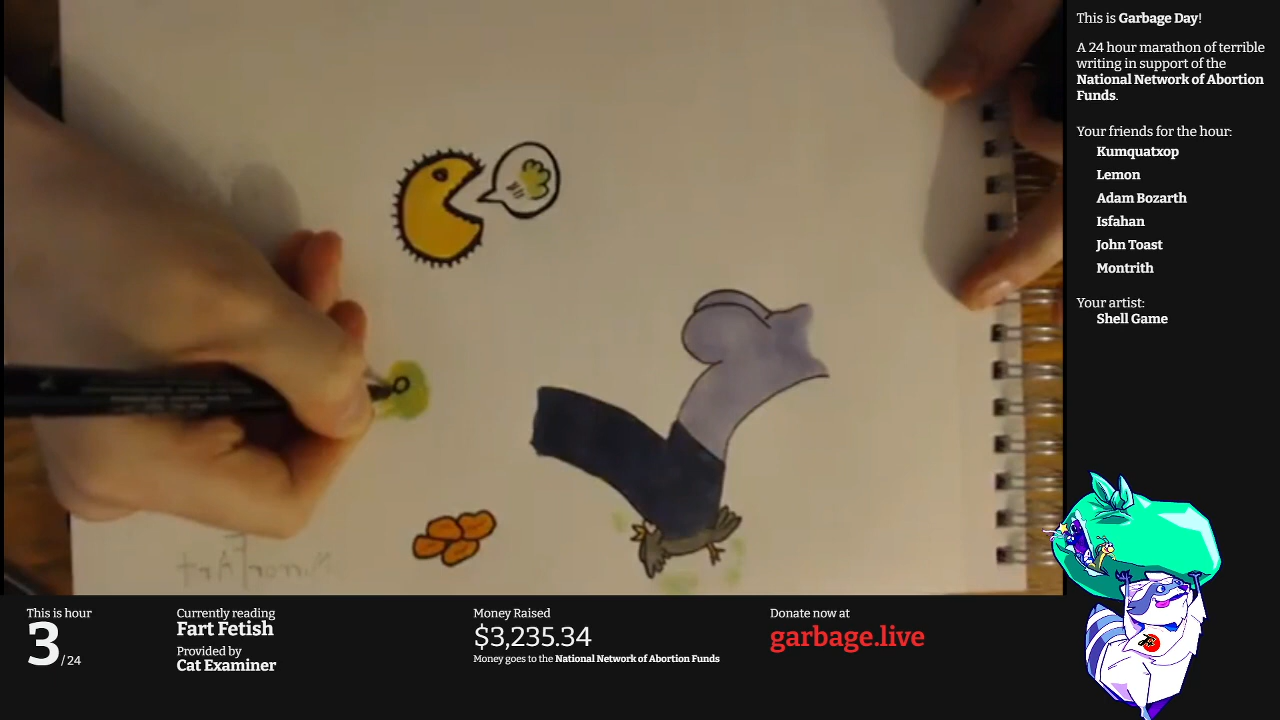 This is Garbage Day!
A 24 hour marathon of terrible
writing in support of the
National Network of Abortion
Funds.
Your friends for the hour:
Kumquatxop
Lemon
Adam Bozarth
Isfahan
John Toast
Montrith
Your artist:
Shell Game
This is hour
3/24
Currently reading
Fart Fetish
Provided by
Cat Examiner
Money Raised
$3,235.34
Money goes to the National Network of Abortion Funds
Donate now at
garbage.live